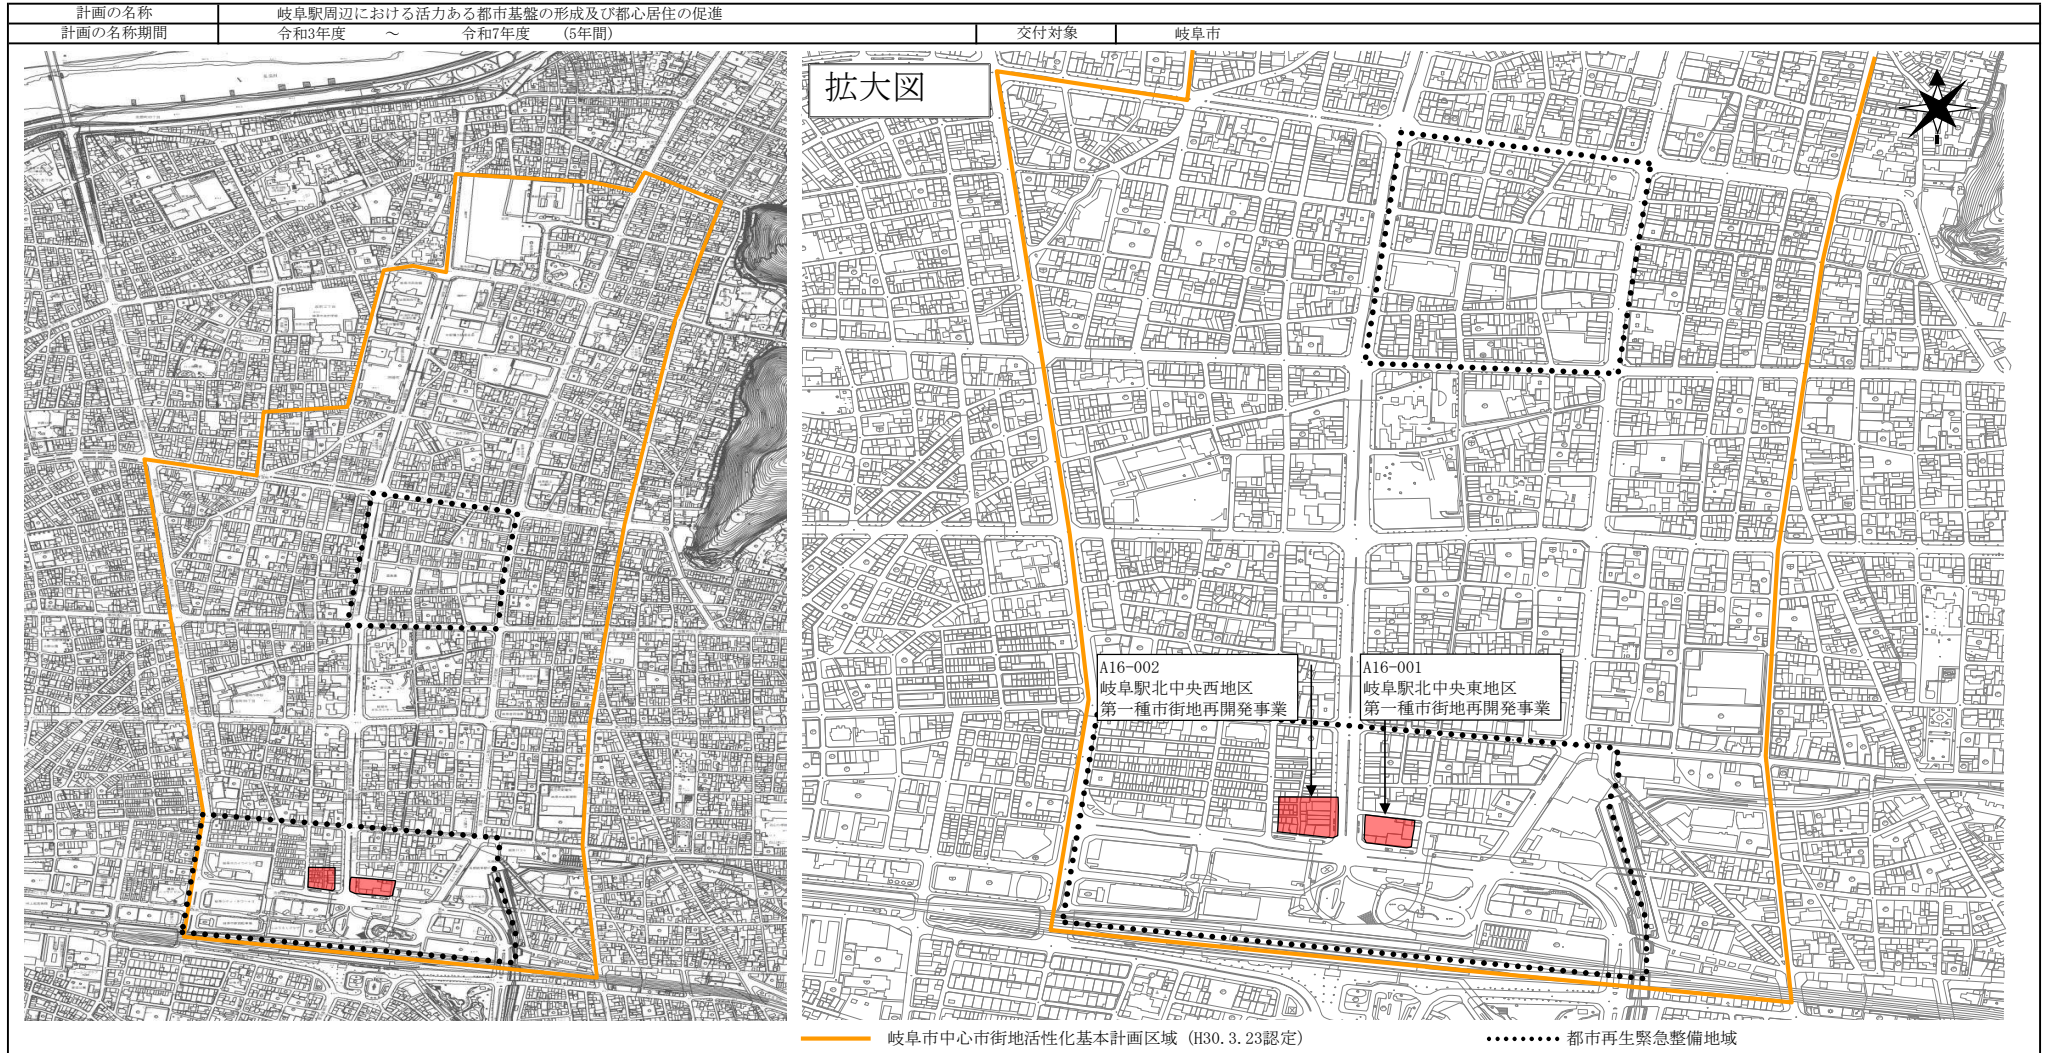 計画の名称 岐阜駅周辺における活力ある都市基盤の形成及び都心居住の促進
計画の名称期間 令和3年度 ～ 令和7年度 (5年間) 交付対象 岐阜市
拡大図
A16-002
岐阜駅北中央西地区
第一種市街地再開発事業
A16-001
岐阜駅北中央東地区
第一種市街地再開発事業
岐阜市中心市街地活性化基本計画区域 (H30.3.23認定)
都市再生緊急整備地域